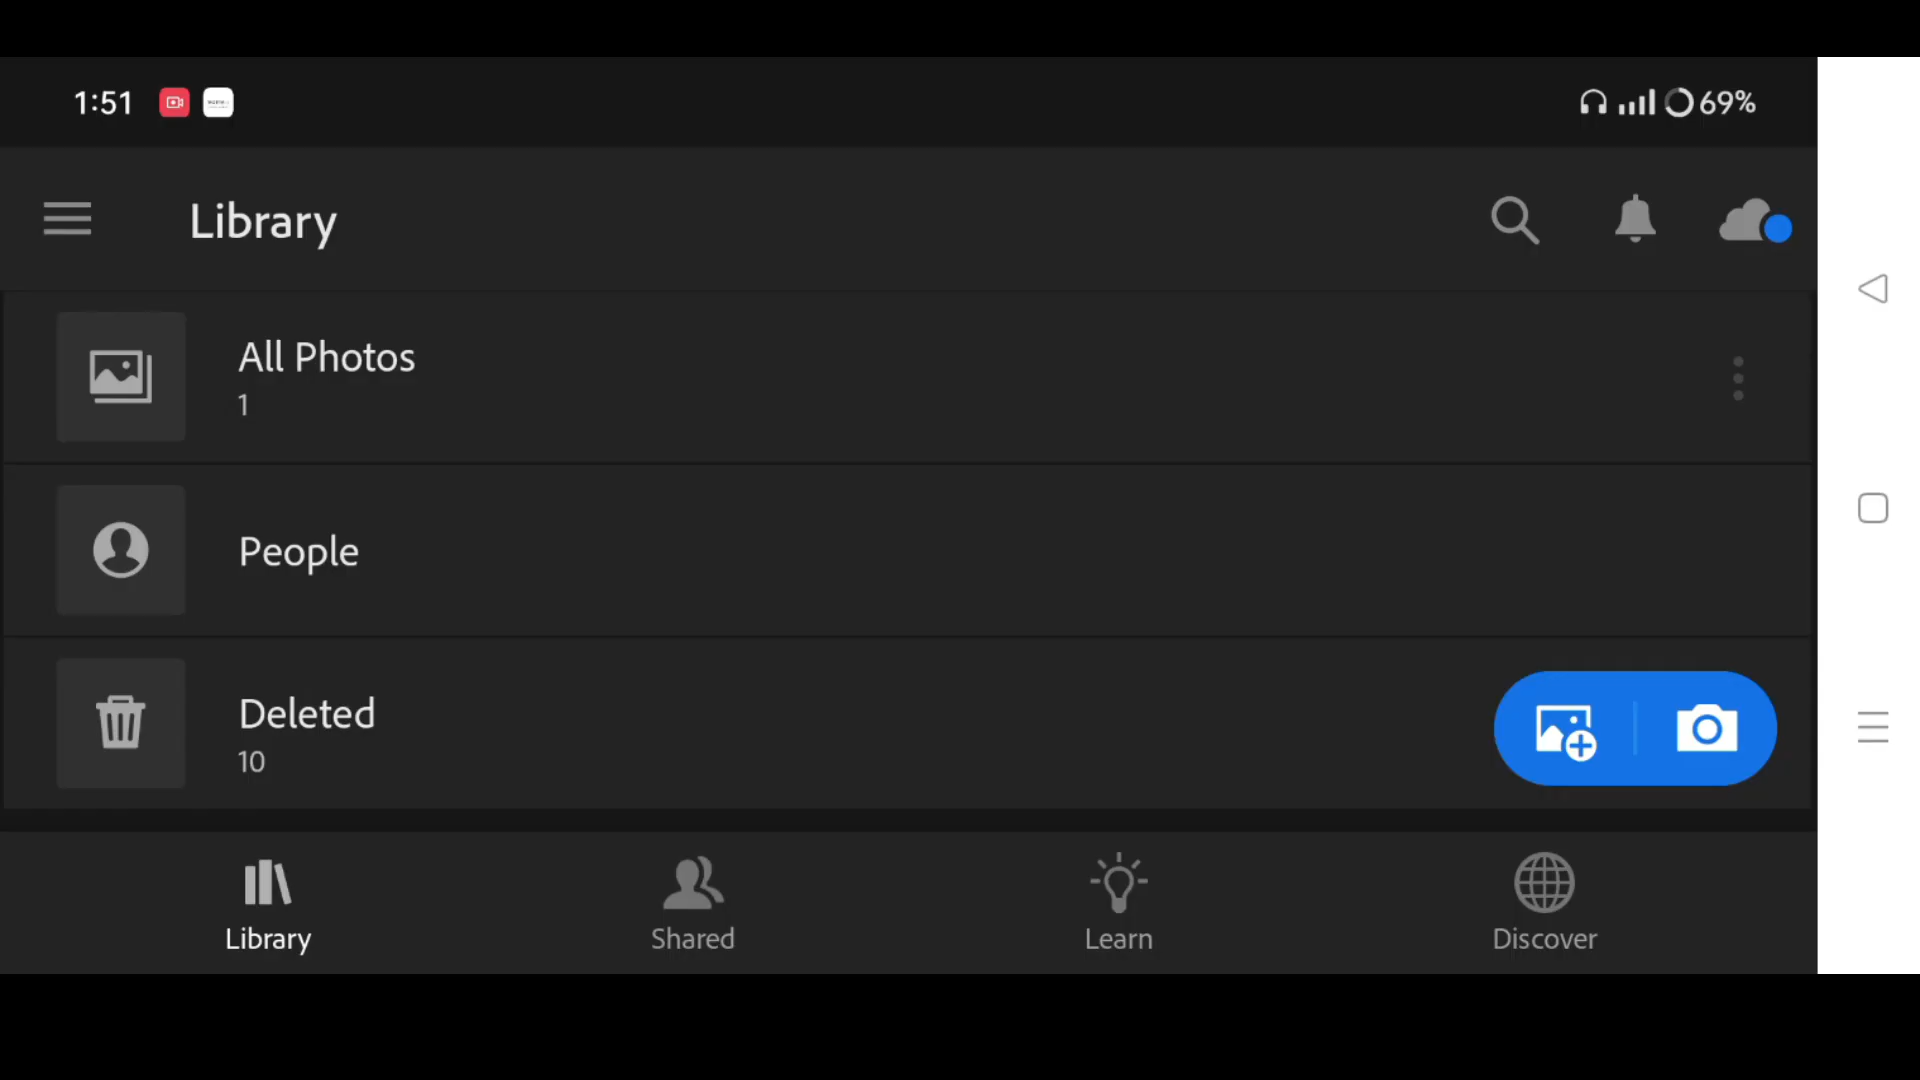 1:51
69%
Library
All Photos
1
People
Deleted
10
Library
Shared
Learn
Discover